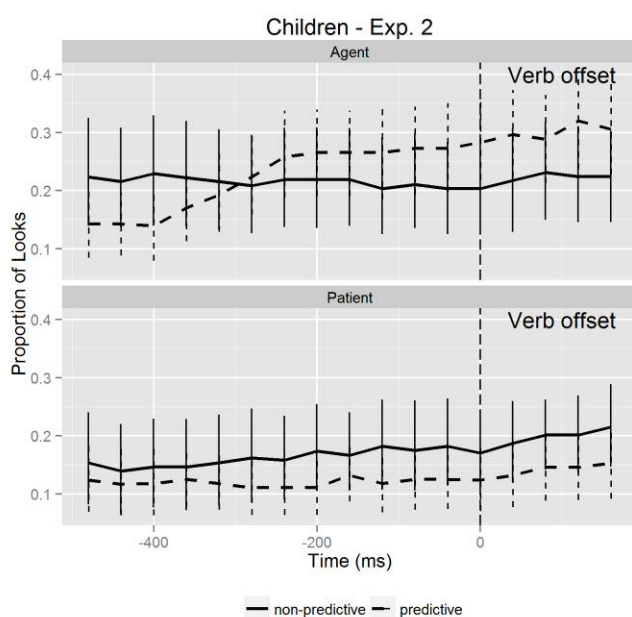 Children - Exp. 2
Agent
Verb offset
0.4
0.3
0.2
0.1
Patient
Verb offset
0.4
0.3
0.2
0.1
Proportion of Looks
-400
-200
0
Time (ms)
non-predictive
predictive